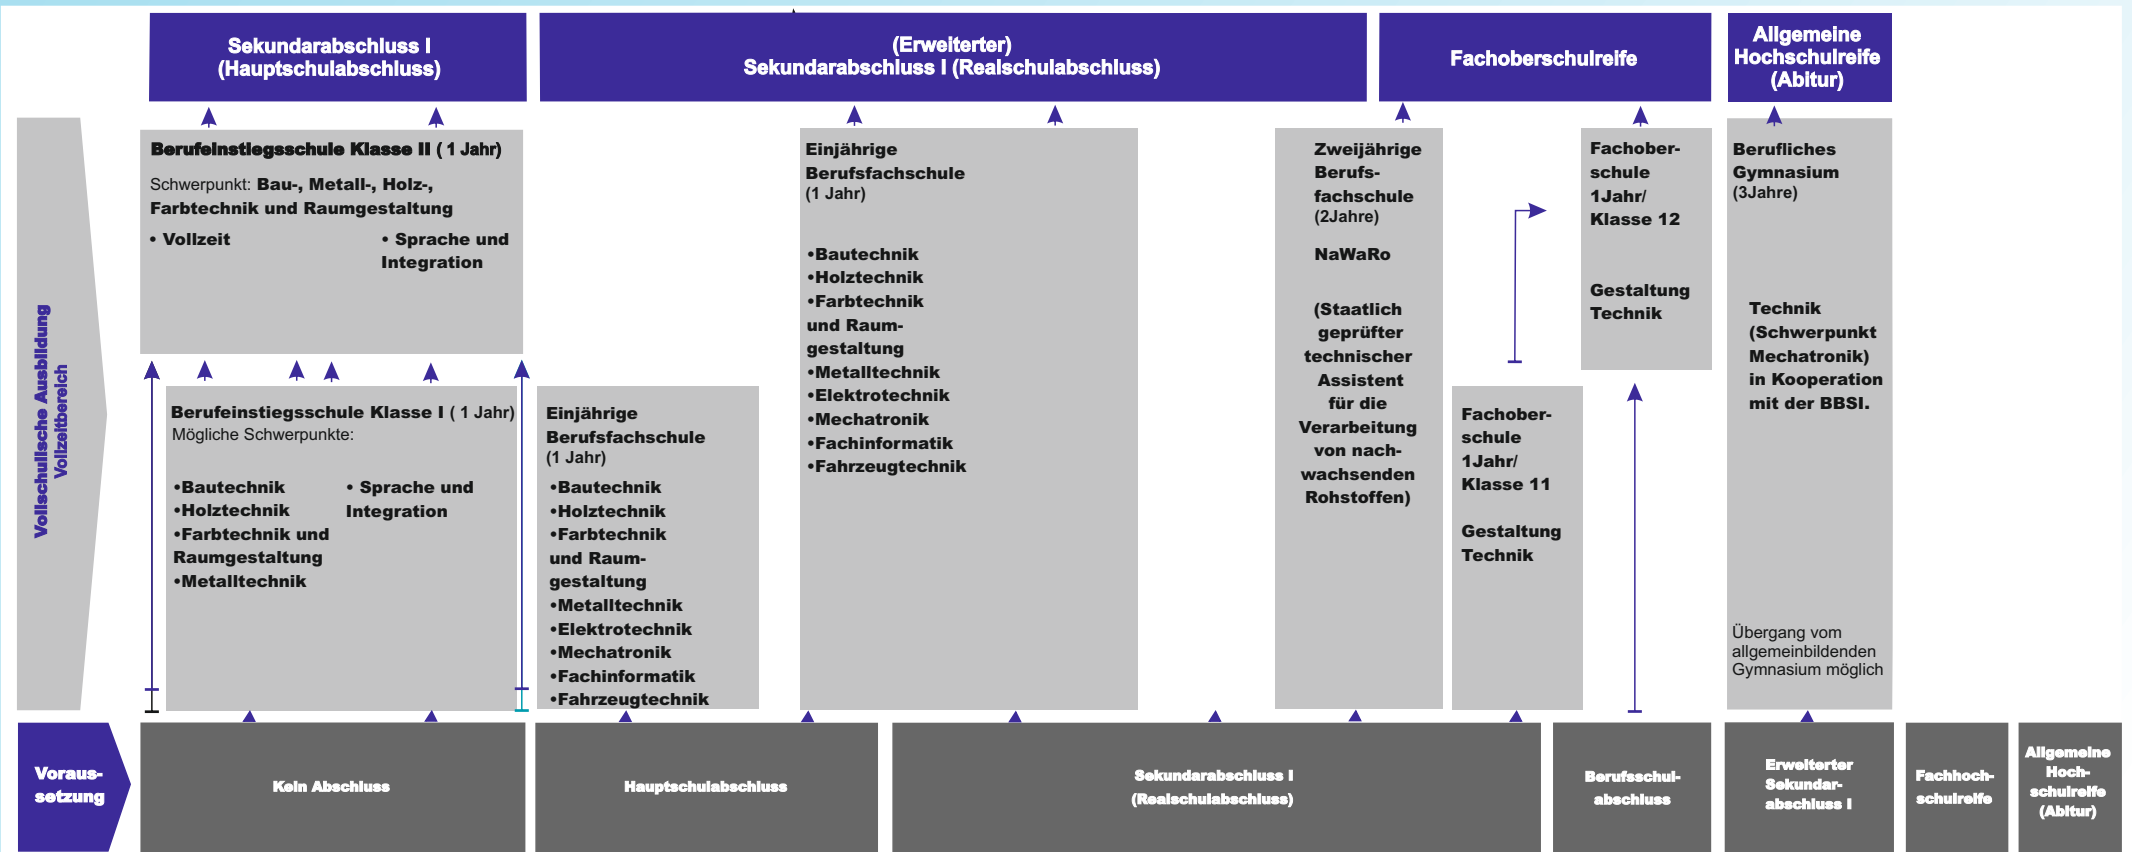 Sekundarabschluss I
(Hauptschulabschluss)
(Erweiterter)
Sekundarabschluss I (Realschulabschluss)
Fachoberschulreife
Allgemeine
Hochschulreife
(Abitur)
Vollschulische Ausbildung
Vollzeitbereich
Berufeinstiegsschule Klasse II ( 1 Jahr)
Schwerpunkt: Bau-, Metall-, Holz-,
Farbtechnik und Raumgestaltung
• Vollzeit
• Sprache und
Integration
Berufeinstiegsschule Klasse I ( 1 Jahr)
Mögliche Schwerpunkte:
•Bautechnik
•Holztechnik
•Farbtechnik und
Raumgestaltung
•Metalltechnik
• Sprache und
Integration
Einjährige
Berufsfachschule
(1 Jahr)
•Bautechnik
•Holztechnik
•Farbtechnik
und Raum-
gestaltung
•Metalltechnik
•Elektrotechnik
•Mechatronik
•Fachinformatik
•Fahrzeugtechnik
Einjährige
Berufsfachschule
(1 Jahr)
•Bautechnik
•Holztechnik
•Farbtechnik
und Raum-
gestaltung
•Metalltechnik
•Elektrotechnik
•Mechatronik
•Fachinformatik
•Fahrzeugtechnik
Zweijährige
Berufs-
fachschule
(2Jahre)
NaWaRo
(Staatlich
geprüfter
technischer
Assistent
für die
Verarbeitung
von nach-
wachsenden
Rohstoffen)
Fachober-
schule
1Jahr/
Klasse 11
Gestaltung
Technik
Fachober-
schule
1Jahr/
Klasse 12
Gestaltung
Technik
Berufliches
Gymnasium
(3Jahre)
Technik
(Schwerpunkt
Mechatronik)
in Kooperation
mit der BBSI.
Übergang vom
allgemeinbildenden
Gymnasium möglich
Voraus-
setzung
Kein Abschluss
Hauptschulabschluss
Sekundarabschluss I
(Realschulabschluss)
Berufsschul-
abschluss
Erweiterter
Sekundar-
abschluss I
Fachhoch-
schulreife
Allgemeine
Hoch-
schulreife
(Abitur)